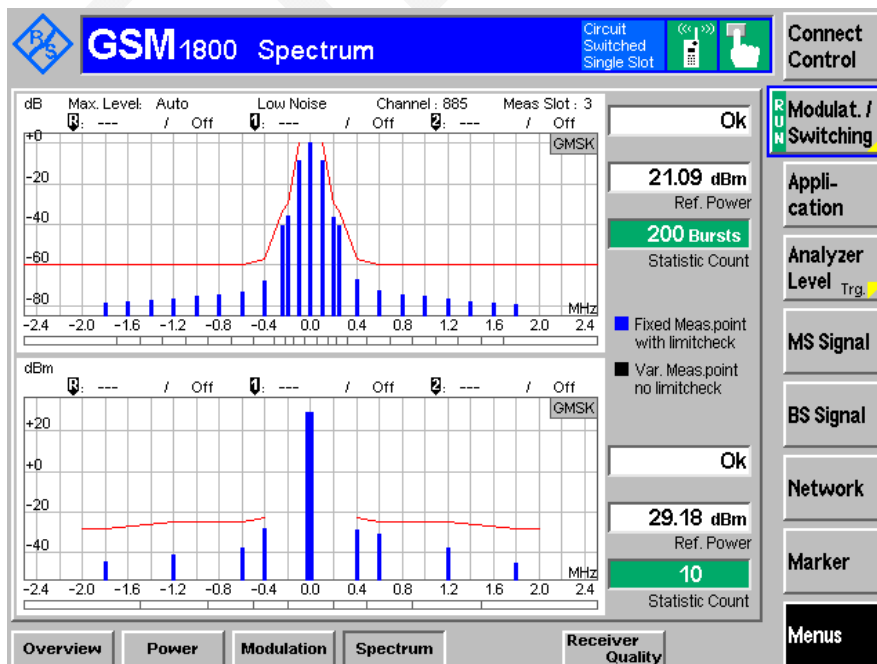 R/S
GSM 1800 Spectrum
Circuit
Switched
Single Slot
Connect
Control
dB Max. Level: Auto Low Noise Channel : 885 Meas Slot : 3
R: --- / Off 1: --- / Off 2: --- / Off
GMSK
+0
-20
-40
-60
-80
MHz
-2.4 -2.0 -1.6 -1.2 -0.8 -0.4 0.0 0.4 0.8 1.2 1.6 2.0 2.4
Ok
21.09 dBm
Ref. Power
200 Bursts
Statistic Count
Fixed Meas.point
with limitcheck
Var. Meas.point
no limitcheck
dBm
R: --- / Off 1: --- / Off 2: --- / Off
GMSK
+20
+0
-20
-40
MHz
-2.4 -2.0 -1.6 -1.2 -0.8 -0.4 0.0 0.4 0.8 1.2 1.6 2.0 2.4
Ok
29.18 dBm
Ref. Power
10
Statistic Count
RUN
Modulat. /
Switching
Appli-
cation
Analyzer
Level Trg.
MS Signal
BS Signal
Network
Marker
Menus
Overview Power Modulation Spectrum Receiver
Quality